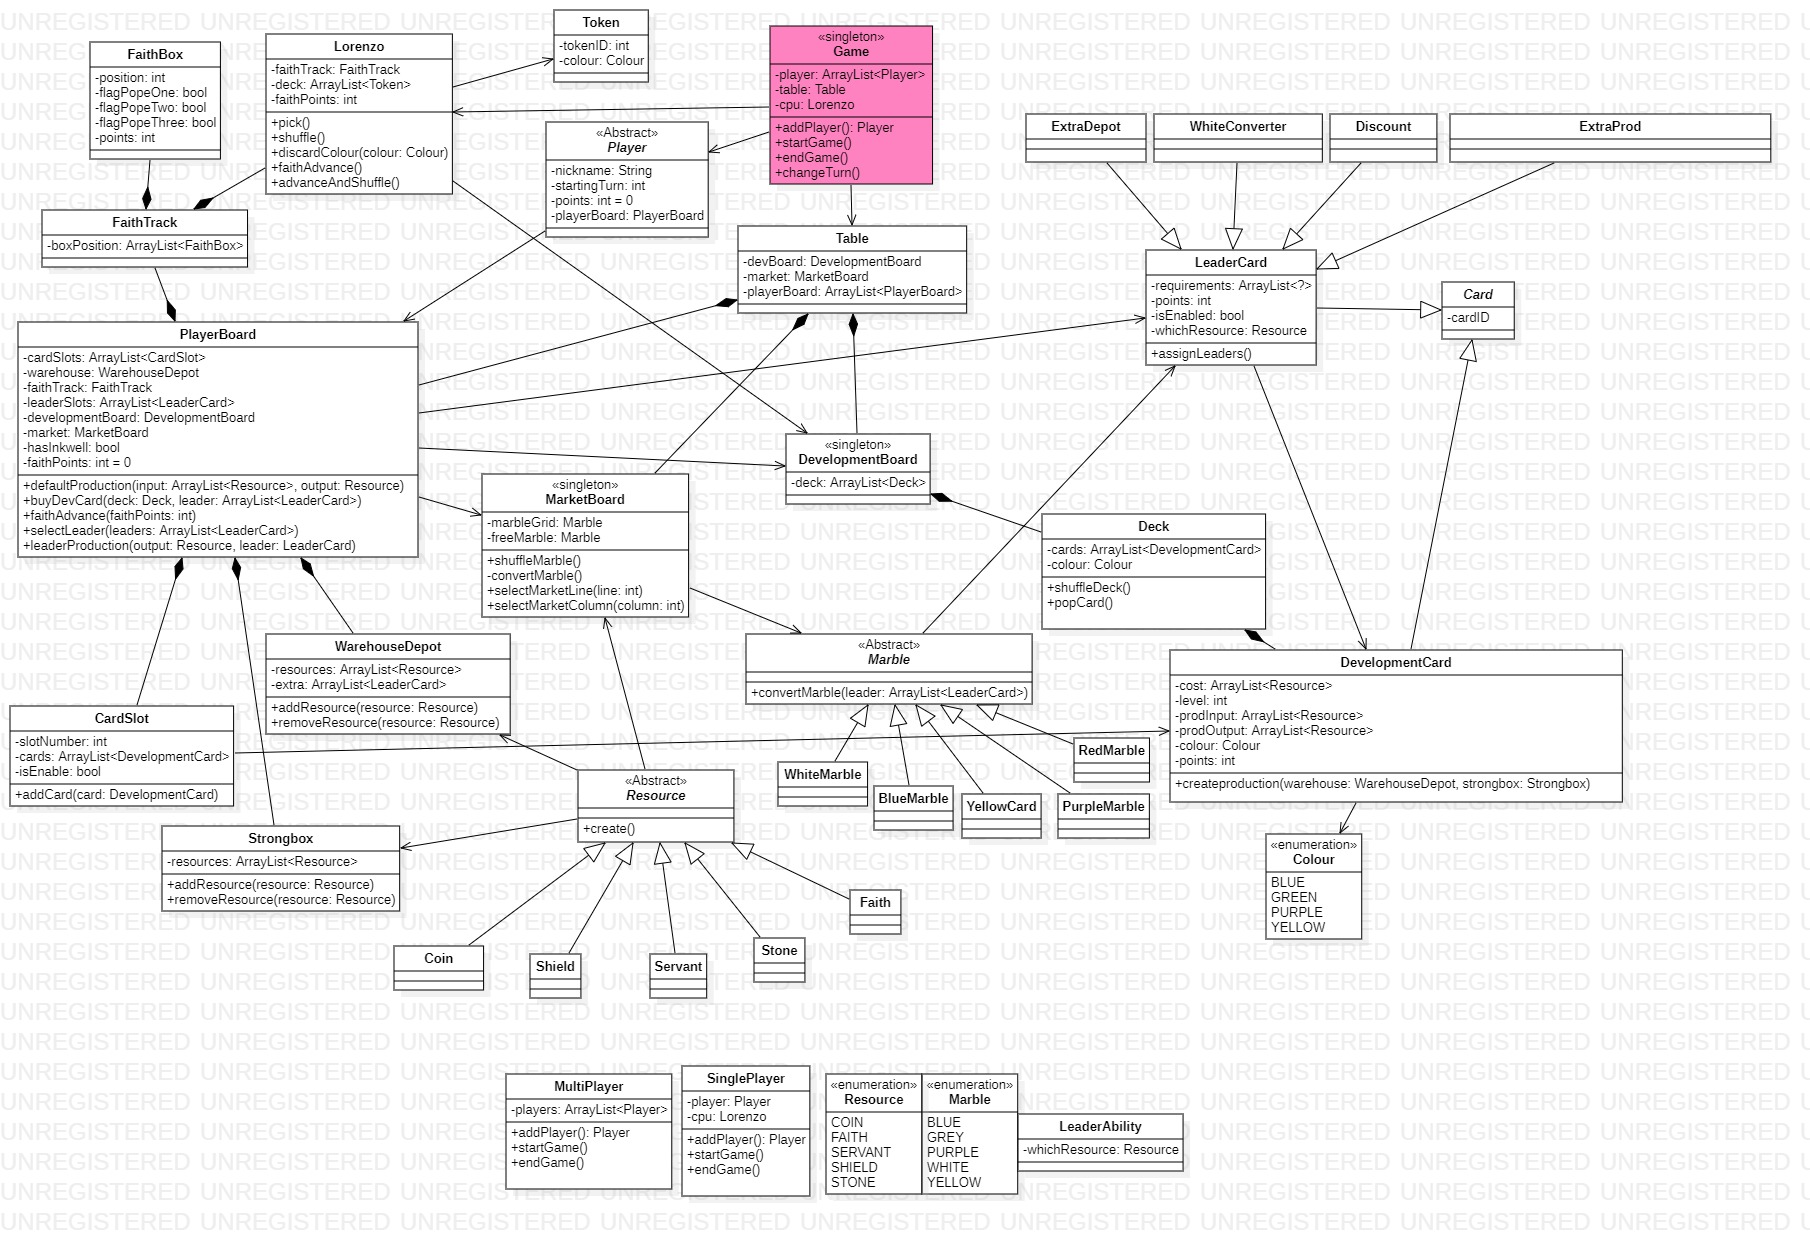 FaithBox
-position: int
-flagPopeOne: bool
-flagPopeTwo: bool
-flagPopeThree: bool
-points: int
Lorenzo
-faithTrack: FaithTrack
-deck: ArrayList<Token>
-faithPoints: int
+pick()
+shuffle()
+discardColour(colour: Colour)
+faithAdvance()
+advanceAndShuffle()
Token
-tokenID: int
-colour: Colour
«singleton»
Game
-player: ArrayList<Player>
-table: Table
-cpu: Lorenzo
+addPlayer(): Player
+startGame()
+endGame()
+changeTurn()
«Abstract»
Player
-nickname: String
-startingTurn: int
-points: int = 0
-playerBoard: PlayerBoard
ExtraDepot
WhiteConverter
Discount
ExtraProd
FaithTrack
-boxPosition: ArrayList<FaithBox>
Table
-devBoard: DevelopmentBoard
-market: MarketBoard
-playerBoard: ArrayList<PlayerBoard>
LeaderCard
-requirements: ArrayList<?>
-points: int
-isEnabled: bool
-whichResource: Resource
+assignLeaders()
Card
-cardID
PlayerBoard
-cardSlots: ArrayList<CardSlot>
-warehouse: WarehouseDepot
-faithTrack: FaithTrack
-leaderSlots: ArrayList<LeaderCard>
-developmentBoard: DevelopmentBoard
-market: MarketBoard
-hasInkwell: bool
-faithPoints: int = 0
+defaultProduction(input: ArrayList<Resource>, output: Resource)
+buyDevCard(deck: Deck, leader: ArrayList<LeaderCard>)
+faithAdvance(faithPoints: int)
+selectLeader(leaders: ArrayList<LeaderCard>)
+leaderProduction(output: Resource, leader: LeaderCard)
«singleton»
DevelopmentBoard
-deck: ArrayList<Deck>
«singleton»
MarketBoard
-marbleGrid: Marble
-freeMarble: Marble
+shuffleMarble()
-convertMarble()
+selectMarketLine(line: int)
+selectMarketColumn(column: int)
Deck
-cards: ArrayList<DevelopmentCard>
-colour: Colour
+shuffleDeck()
+popCard()
WarehouseDepot
-resources: ArrayList<Resource>
-extra: ArrayList<LeaderCard>
+addResource(resource: Resource)
+removeResource(resource: Resource)
«Abstract»
Marble
+convertMarble(leader: ArrayList<LeaderCard>)
DevelopmentCard
-cost: ArrayList<Resource>
-level: int
-prodInput: ArrayList<Resource>
-prodOutput: ArrayList<Resource>
-colour: Colour
-points: int
+createproduction(warehouse: WarehouseDepot, strongbox: Strongbox)
CardSlot
-slotNumber: int
-cards: ArrayList<DevelopmentCard>
-isEnable: bool
+addCard(card: DevelopmentCard)
«Abstract»
Resource
+create()
WhiteMarble
BlueMarble
YellowCard
PurpleMarble
RedMarble
Strongbox
-resources: ArrayList<Resource>
+addResource(resource: Resource)
+removeResource(resource: Resource)
«enumeration»
Colour
BLUE
GREEN
PURPLE
YELLOW
Coin
Shield
Servant
Stone
Faith
MultiPlayer
-players: ArrayList<Player>
+addPlayer(): Player
+startGame()
+endGame()
SinglePlayer
-player: Player
-cpu: Lorenzo
+addPlayer(): Player
+startGame()
+endGame()
«enumeration»
Resource
COIN
FAITH
SERVANT
SHIELD
STONE
«enumeration»
Marble
BLUE
GREY
PURPLE
WHITE
YELLOW
LeaderAbility
-whichResource: Resource
UNREGISTERED